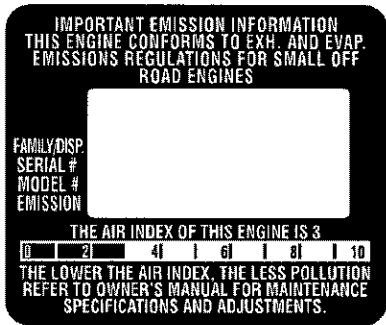 IMPORTANT EMISSION INFORMATION
THIS ENGINE CONFORMS TO EXH. AND EVAP.
EMISSIONS REGULATIONS FOR SMALL OFF
ROAD ENGINES
FAMILY/DISP.
SERIAL #
MODEL #
EMISSION
THE AIR INDEX OF THIS ENGINE IS 3
0 2 4 6 8 10
THE LOWER THE AIR INDEX, THE LESS POLLUTION
REFER TO OWNER'S MANUAL FOR MAINTENANCE
SPECIFICATIONS AND ADJUSTMENTS.